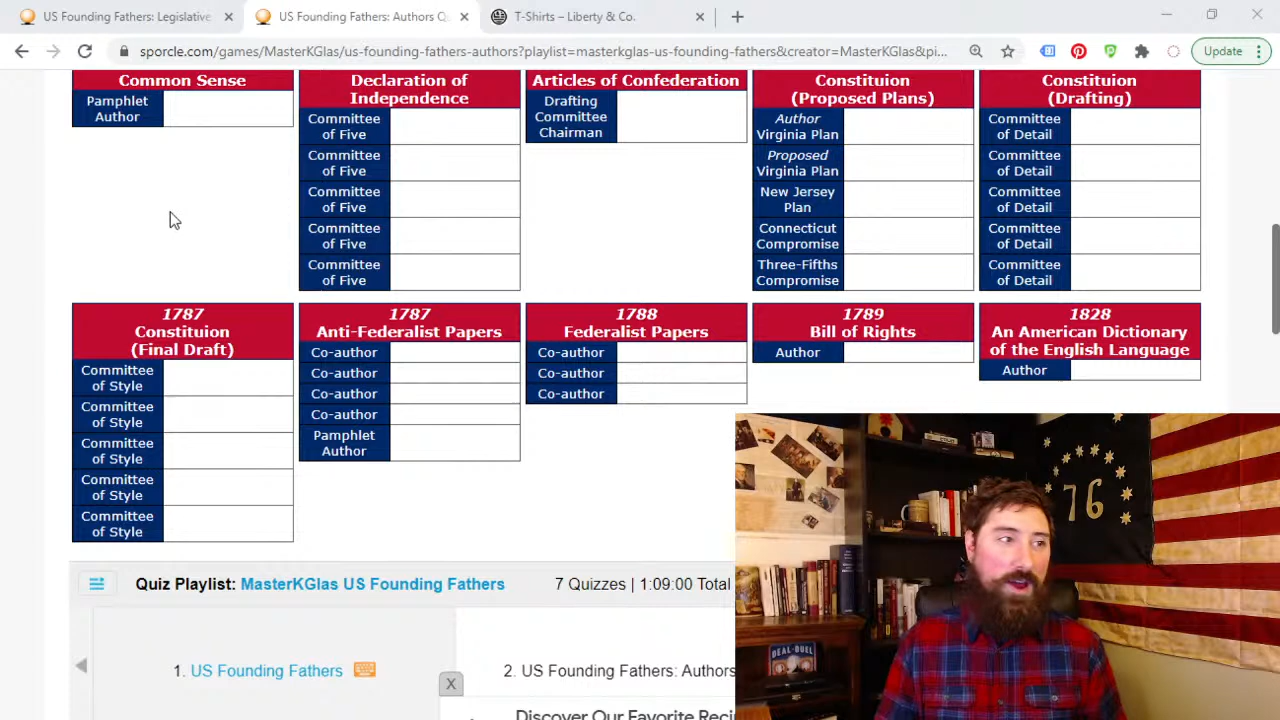 US Founding Fathers: Legislative
US Founding Fathers: Authors Q
T-Shirts – Liberty & Co.
sporcle.com/games/MasterKGlas/us-founding-fathers-authors?playlist=masterkglas-us-founding-fathers&creator=MasterKGlas&pi...
Update
Common Sense
Pamphlet
Author
Declaration of
Independence
Committee
of Five
Committee
of Five
Committee
of Five
Committee
of Five
Committee
of Five
Articles of Confederation
Drafting
Committee
Chairman
Constituion
(Proposed Plans)
Author
Virginia Plan
Proposed
Virginia Plan
New Jersey
Plan
Connecticut
Compromise
Three-Fifths
Compromise
Constituion
(Drafting)
Committee
of Detail
Committee
of Detail
Committee
of Detail
Committee
of Detail
Committee
of Detail
1787
Constituion
(Final Draft)
Committee
of Style
Committee
of Style
Committee
of Style
Committee
of Style
Committee
of Style
1787
Anti-Federalist Papers
Co-author
Co-author
Co-author
Co-author
Pamphlet
Author
1788
Federalist Papers
Co-author
Co-author
Co-author
1789
Bill of Rights
Author
1828
An American Dictionary
of the English Language
Author
76
Quiz Playlist: MasterKGlas US Founding Fathers
7 Quizzes | 1:09:00 Total
1. US Founding Fathers
2. US Founding Fathers: Authors
X
DEAL-DUEL
Discover Our Favorite Reci